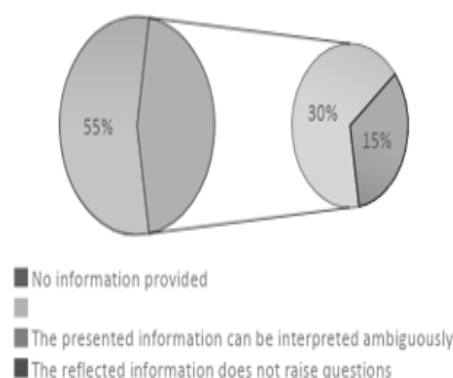 55%
30%
15%
No information provided
The presented information can be interpreted ambiguously
The reflected information does not raise questions